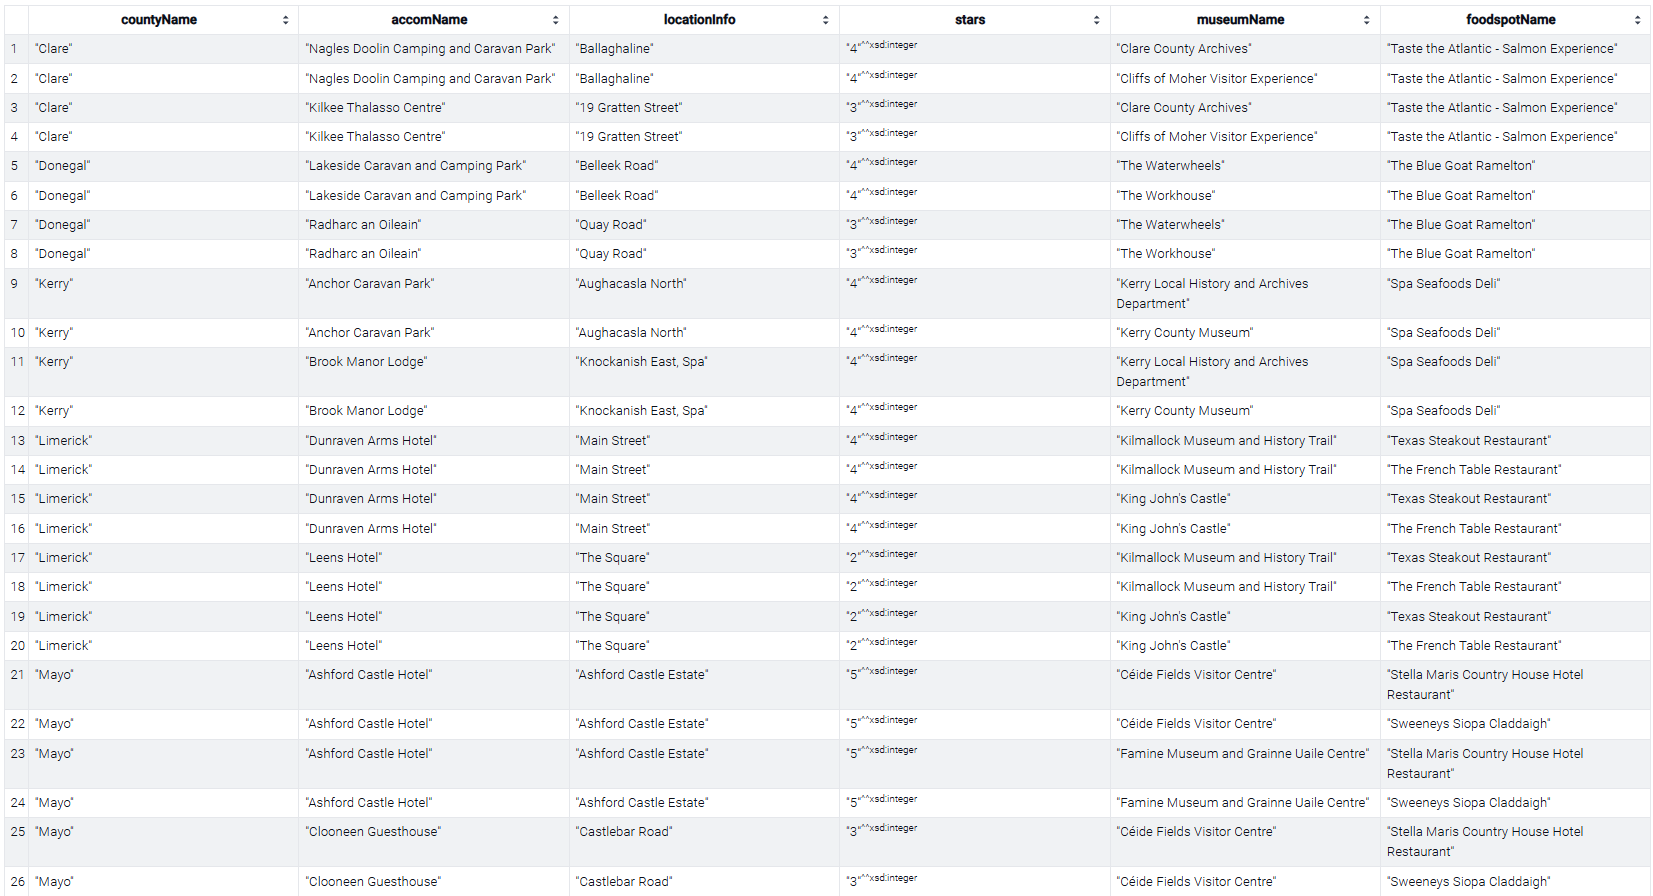 countyName accomName locationInfo stars museumName foodspotName
1 "Clare" "Nagles Doolin Camping and Caravan Park" "Ballaghaline" "4"^^xsd:integer "Clare County Archives" "Taste the Atlantic - Salmon Experience"
2 "Clare" "Nagles Doolin Camping and Caravan Park" "Ballaghaline" "4"^^xsd:integer "Cliffs of Moher Visitor Experience" "Taste the Atlantic - Salmon Experience"
3 "Clare" "Kilkee Thalasso Centre" "19 Gratten Street" "3"^^xsd:integer "Clare County Archives" "Taste the Atlantic - Salmon Experience"
4 "Clare" "Kilkee Thalasso Centre" "19 Gratten Street" "3"^^xsd:integer "Cliffs of Moher Visitor Experience" "Taste the Atlantic - Salmon Experience"
5 "Donegal" "Lakeside Caravan and Camping Park" "Belleek Road" "4"^^xsd:integer "The Waterwheels" "The Blue Goat Ramelton"
6 "Donegal" "Lakeside Caravan and Camping Park" "Belleek Road" "4"^^xsd:integer "The Workhouse" "The Blue Goat Ramelton"
7 "Donegal" "Radharc an Oileain" "Quay Road" "3"^^xsd:integer "The Waterwheels" "The Blue Goat Ramelton"
8 "Donegal" "Radharc an Oileain" "Quay Road" "3"^^xsd:integer "The Workhouse" "The Blue Goat Ramelton"
9 "Kerry" "Anchor Caravan Park" "Aughacasla North" "4"^^xsd:integer "Kerry Local History and Archives "Spa Seafoods Deli"
Department"
10 "Kerry" "Anchor Caravan Park" "Aughacasla North" "4"^^xsd:integer "Kerry County Museum" "Spa Seafoods Deli"
11 "Kerry" "Brook Manor Lodge" "Knockanish East, Spa" "4"^^xsd:integer "Kerry Local History and Archives "Spa Seafoods Deli"
Department"
12 "Kerry" "Brook Manor Lodge" "Knockanish East, Spa" "4"^^xsd:integer "Kerry County Museum" "Spa Seafoods Deli"
13 "Limerick" "Dunraven Arms Hotel" "Main Street" "4"^^xsd:integer "Kilmallock Museum and History Trail" "Texas Steakout Restaurant"
14 "Limerick" "Dunraven Arms Hotel" "Main Street" "4"^^xsd:integer "Kilmallock Museum and History Trail" "The French Table Restaurant"
15 "Limerick" "Dunraven Arms Hotel" "Main Street" "4"^^xsd:integer "King John's Castle" "Texas Steakout Restaurant"
16 "Limerick" "Dunraven Arms Hotel" "Main Street" "4"^^xsd:integer "King John's Castle" "The French Table Restaurant"
17 "Limerick" "Leens Hotel" "The Square" "2"^^xsd:integer "Kilmallock Museum and History Trail" "Texas Steakout Restaurant"
18 "Limerick" "Leens Hotel" "The Square" "2"^^xsd:integer "Kilmallock Museum and History Trail" "The French Table Restaurant"
19 "Limerick" "Leens Hotel" "The Square" "2"^^xsd:integer "King John's Castle" "Texas Steakout Restaurant"
20 "Limerick" "Leens Hotel" "The Square" "2"^^xsd:integer "King John's Castle" "The French Table Restaurant"
21 "Mayo" "Ashford Castle Hotel" "Ashford Castle Estate" "5"^^xsd:integer "Céide Fields Visitor Centre" "Stella Maris Country House Hotel
Restaurant"
22 "Mayo" "Ashford Castle Hotel" "Ashford Castle Estate" "5"^^xsd:integer "Céide Fields Visitor Centre" "Sweeneys Siopa Claddaigh"
23 "Mayo" "Ashford Castle Hotel" "Ashford Castle Estate" "5"^^xsd:integer "Famine Museum and Grainne Uaile Centre" "Stella Maris Country House Hotel
Restaurant"
24 "Mayo" "Ashford Castle Hotel" "Ashford Castle Estate" "5"^^xsd:integer "Famine Museum and Grainne Uaile Centre" "Sweeneys Siopa Claddaigh"
25 "Mayo" "Clooneen Guesthouse" "Castlebar Road" "3"^^xsd:integer "Céide Fields Visitor Centre" "Stella Maris Country House Hotel
Restaurant"
26 "Mayo" "Clooneen Guesthouse" "Castlebar Road" "3"^^xsd:integer "Céide Fields Visitor Centre" "Sweeneys Siopa Claddaigh"